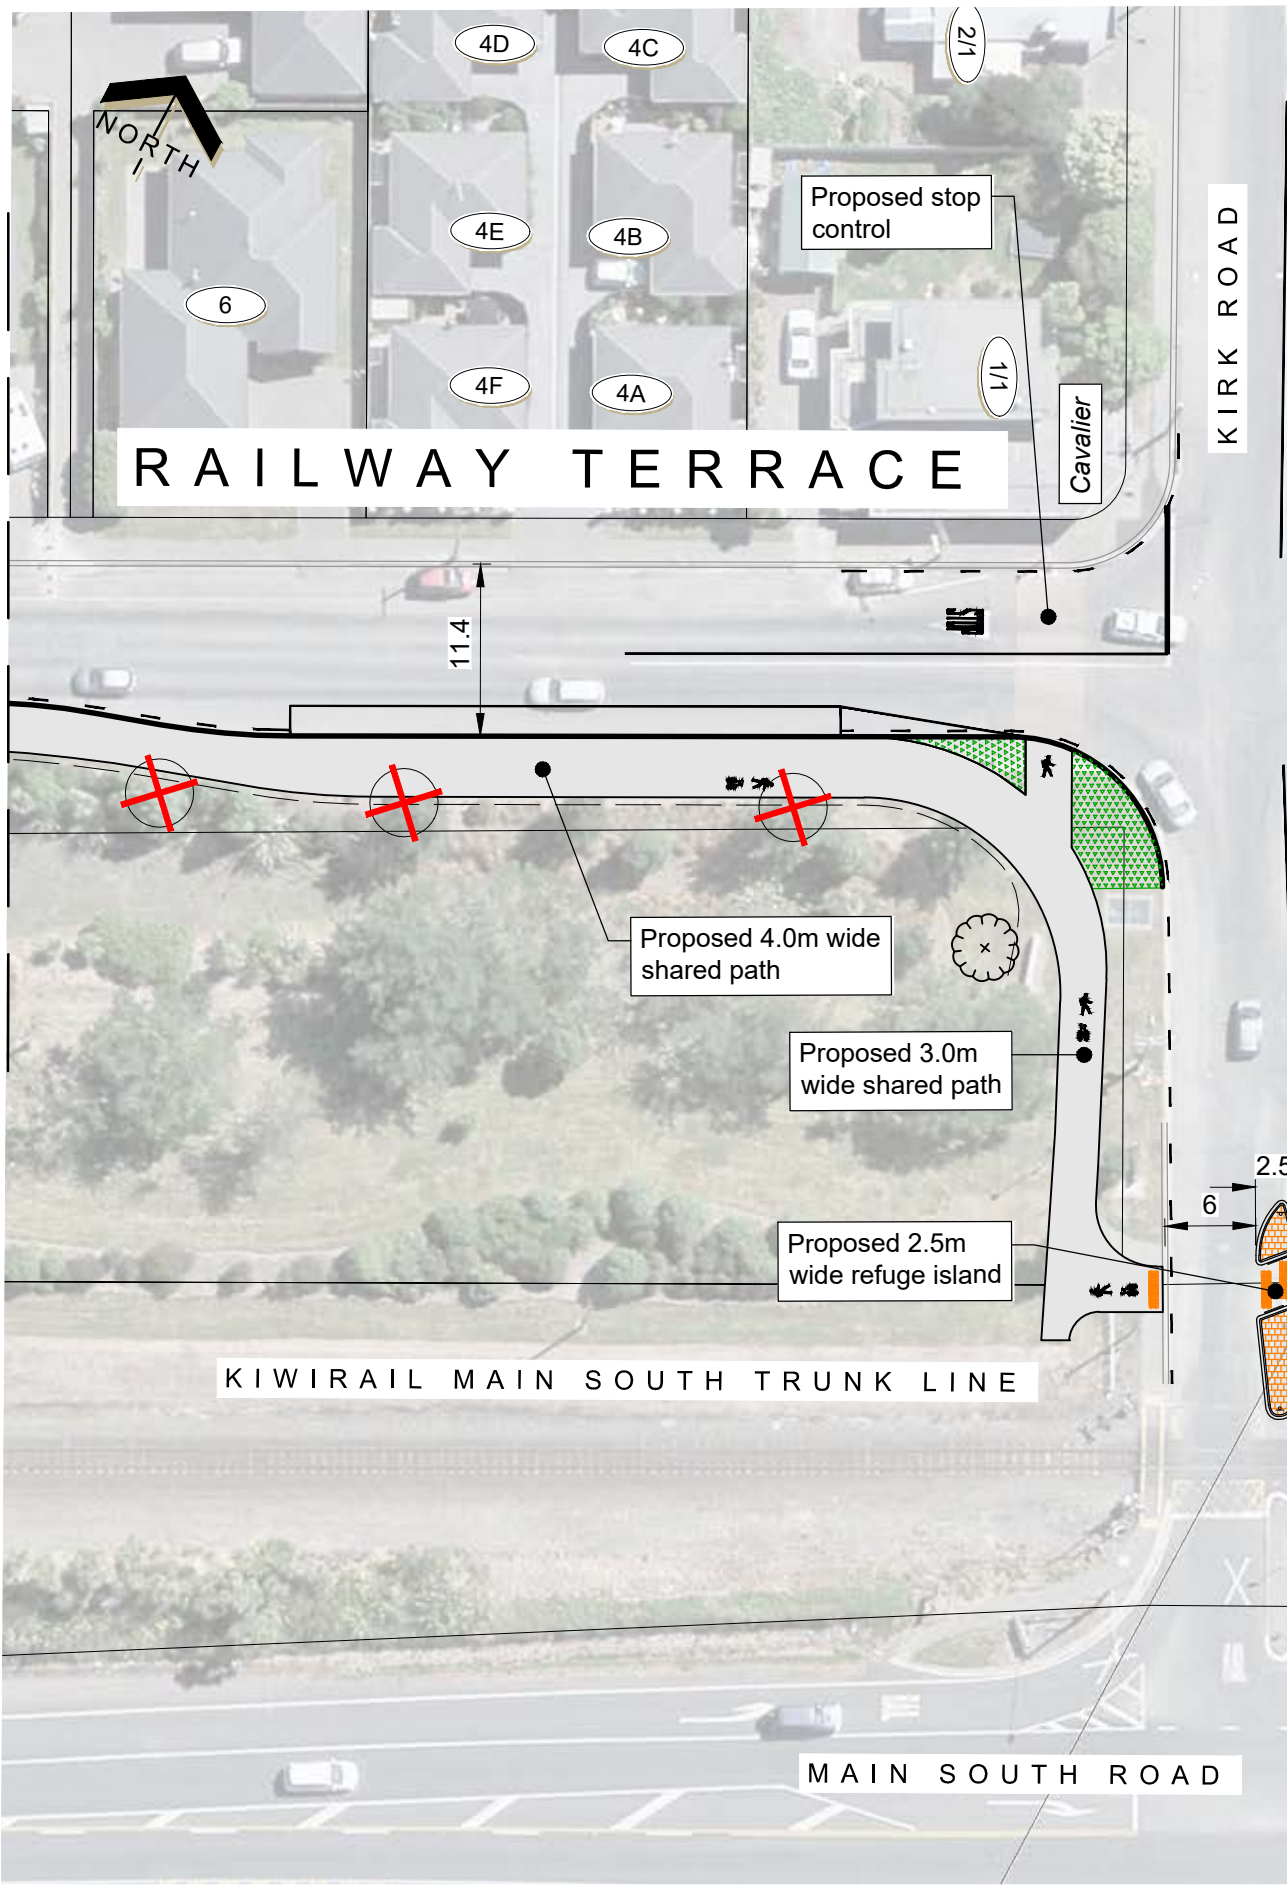 4D
4C
2/1
NORTH
Proposed stop
control
4E
4B
KIRK ROAD
6
4F
4A
1/1
Cavalier
RAILWAY TERRACE
11.4
Proposed 4.0m wide
shared path
Proposed 3.0m
wide shared path
2.5
6
Proposed 2.5m
wide refuge island
KIWIRAIL MAIN SOUTH TRUNK LINE
MAIN SOUTH ROAD